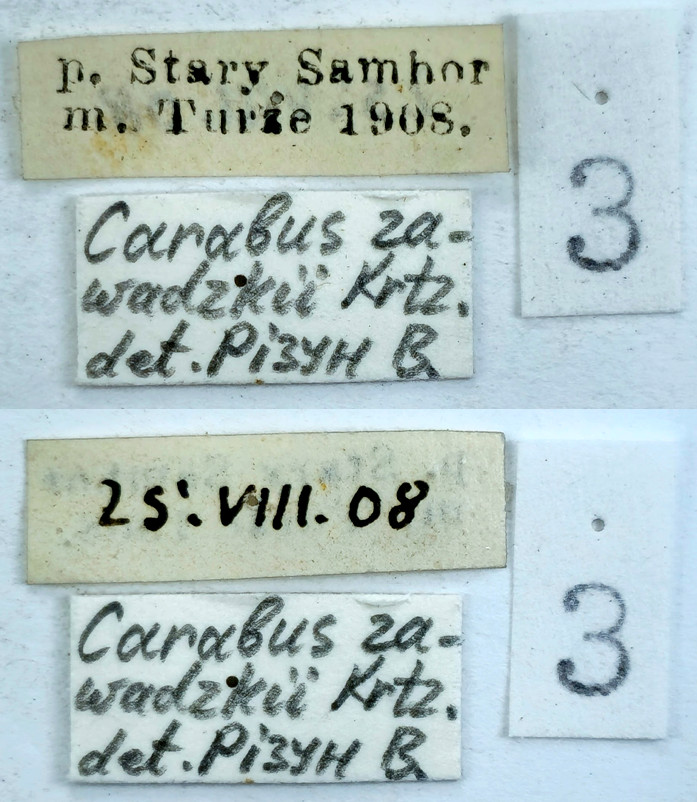 p. Stary Sambor
m. Turze 1908.
3
Carabus za-
wadzkii Krtz.
det. Різун В.
25. VIII. 08
3
Carabus za-
wadzkii Krtz.
det. Різун В.